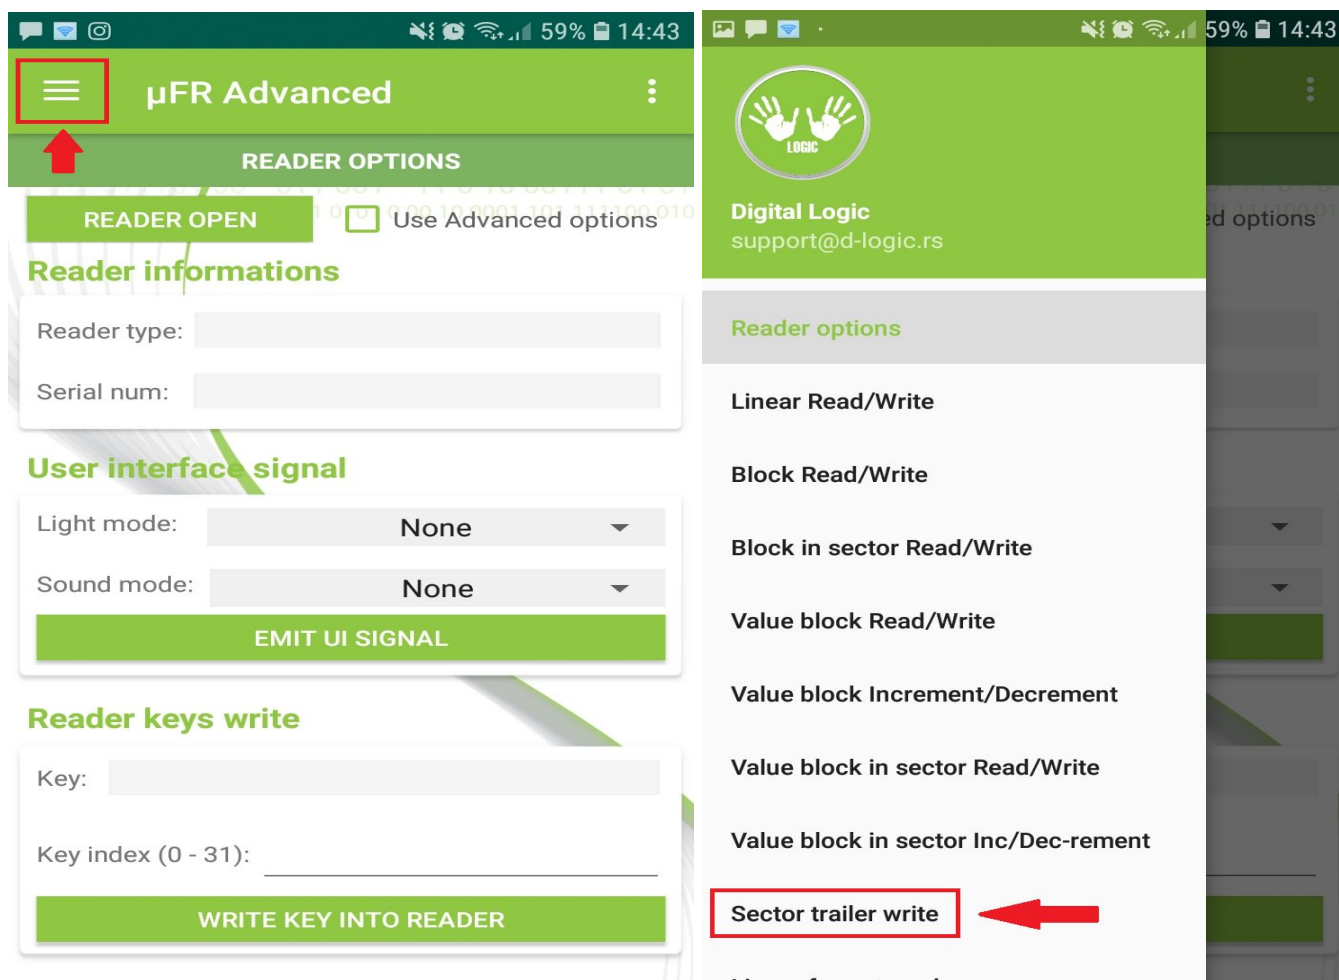 59% 14:43
µFR Advanced
READER OPTIONS
READER OPEN
Use Advanced options
Reader informations
Reader type:
Serial num:
User interface signal
Light mode: None
Sound mode: None
EMIT UI SIGNAL
Reader keys write
Key:
Key index (0 - 31):
WRITE KEY INTO READER
59% 14:43
LOGIC
Digital Logic
support@d-logic.rs
d options
Reader options
Linear Read/Write
Block Read/Write
Block in sector Read/Write
Value block Read/Write
Value block Increment/Decrement
Value block in sector Read/Write
Value block in sector Inc/Dec-rement
Sector trailer write